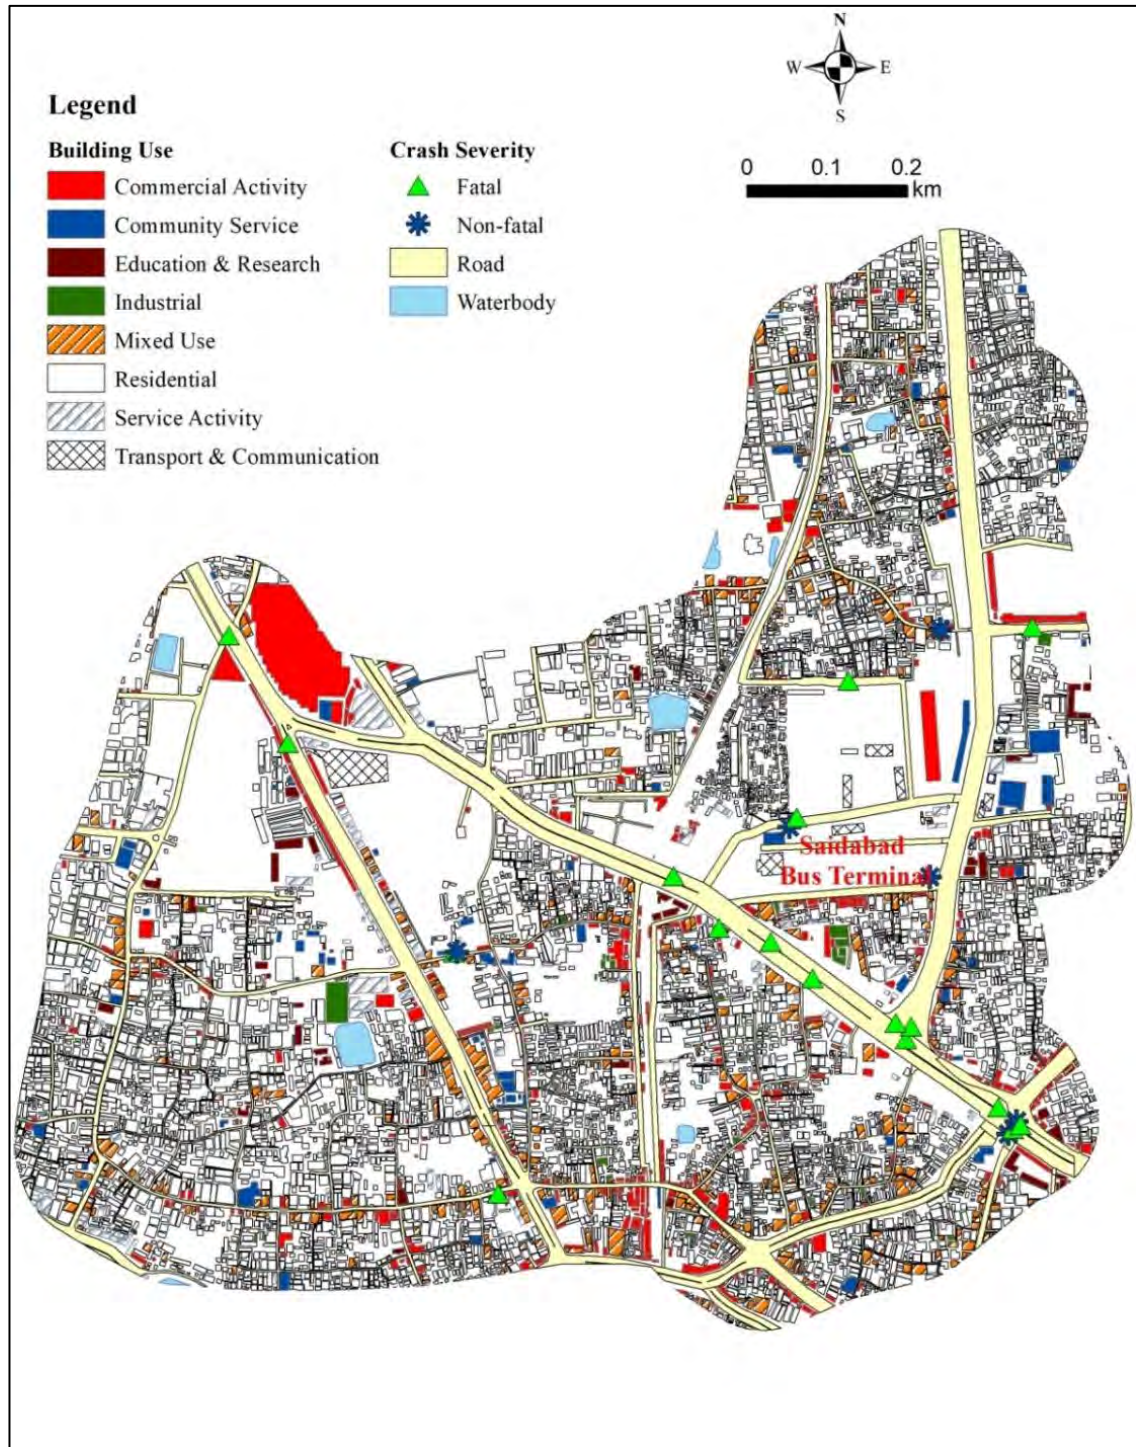 N
W E
S
Legend
Building Use
Commercial Activity
Community Service
Education & Research
Industrial
Mixed Use
Residential
Service Activity
Transport & Communication
Crash Severity
Fatal
Non-fatal
Road
Waterbody
0 0.1 0.2
km
Saidabad
Bus Terminal